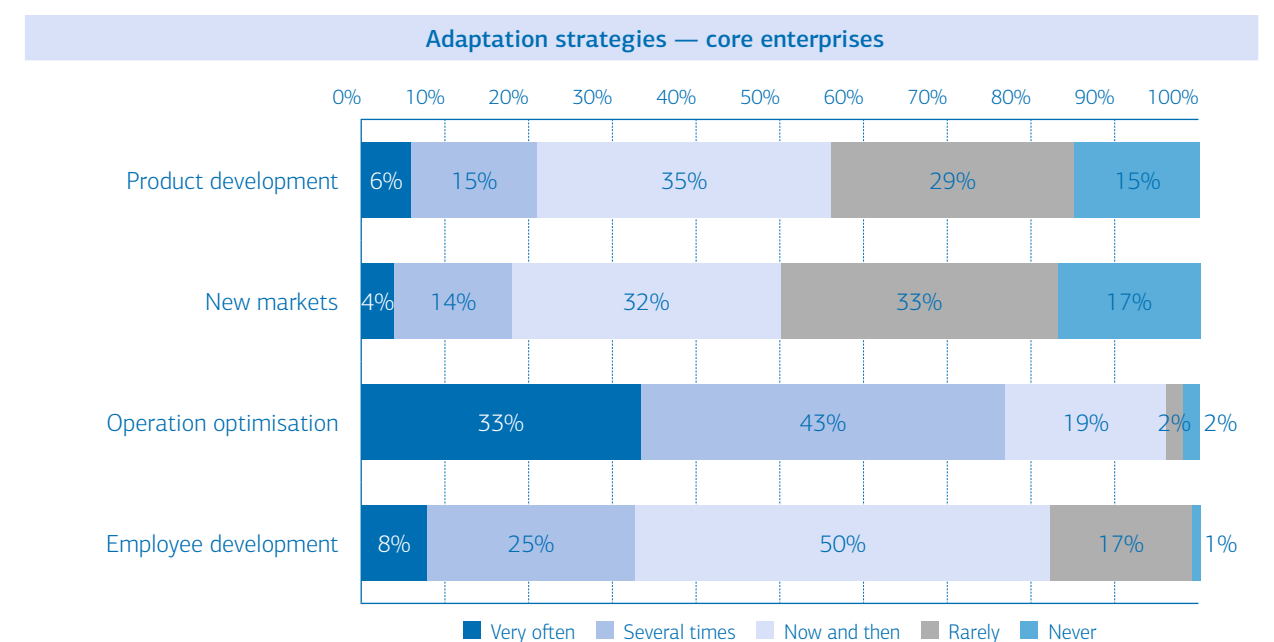 Adaptation strategies — core enterprises
0% 10% 20% 30% 40% 50% 60% 70% 80% 90% 100%
Product development 6% 15% 35% 29% 15%
New markets 4% 14% 32% 33% 17%
Operation optimisation 33% 43% 19% 2% 2%
Employee development 8% 25% 50% 17% 1%
Very often Several times Now and then Rarely Never